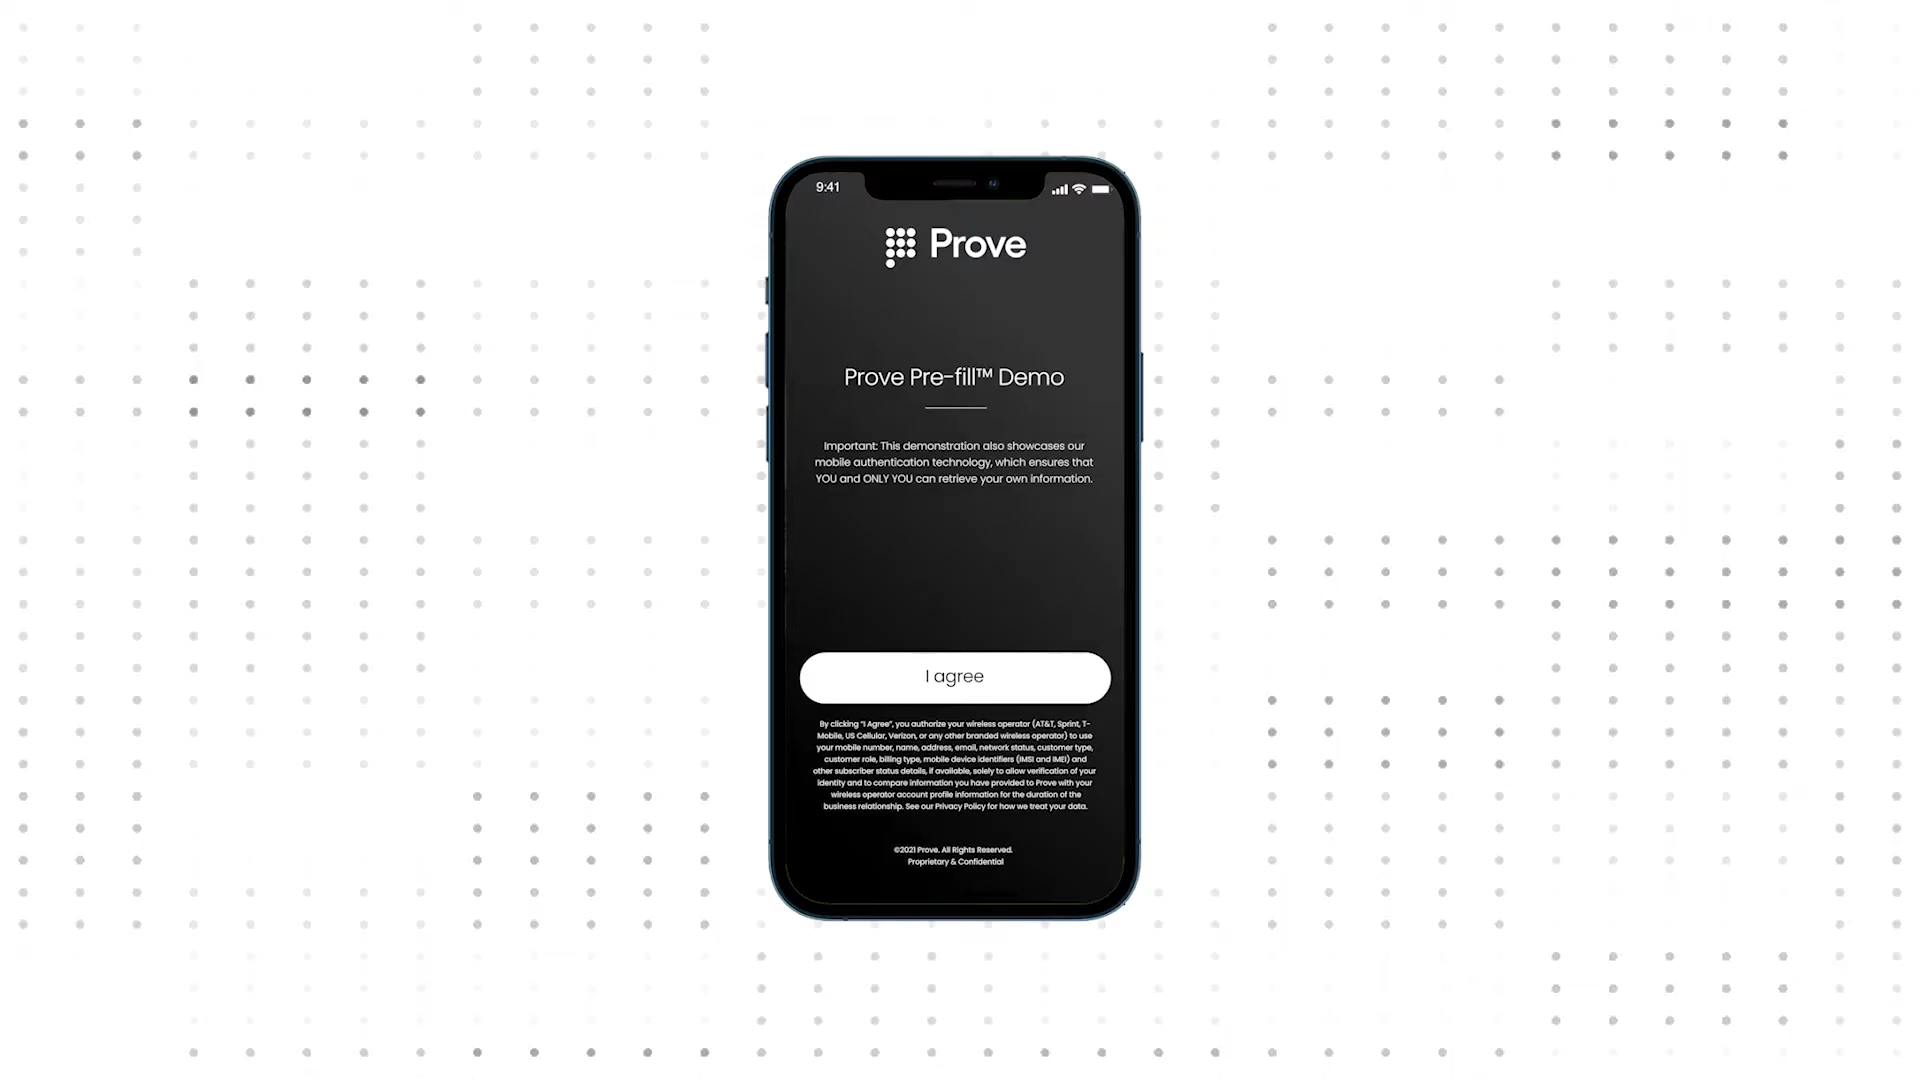 9:41
Prove
Prove Pre-fill™ Demo
Important: This demonstration also showcases our
mobile authentication technology, which ensures that
YOU and ONLY YOU can retrieve your own information.
I agree
By clicking "I Agree", you authorize your wireless operator (AT&T, Sprint, T-
Mobile, US Cellular, Verizon, or any other branded wireless operator) to use
your mobile number, name, address, email, network status, customer type,
customer role, billing type, mobile device identifiers (IMSI and IMEI) and
other subscriber status details, if available, solely to allow verification of your
identity and to compare information you have provided to Prove with your
wireless operator account profile information for the duration of the
business relationship. See our Privacy Policy for how we treat your data.
©2021 Prove. All Rights Reserved.
Proprietary & Confidential